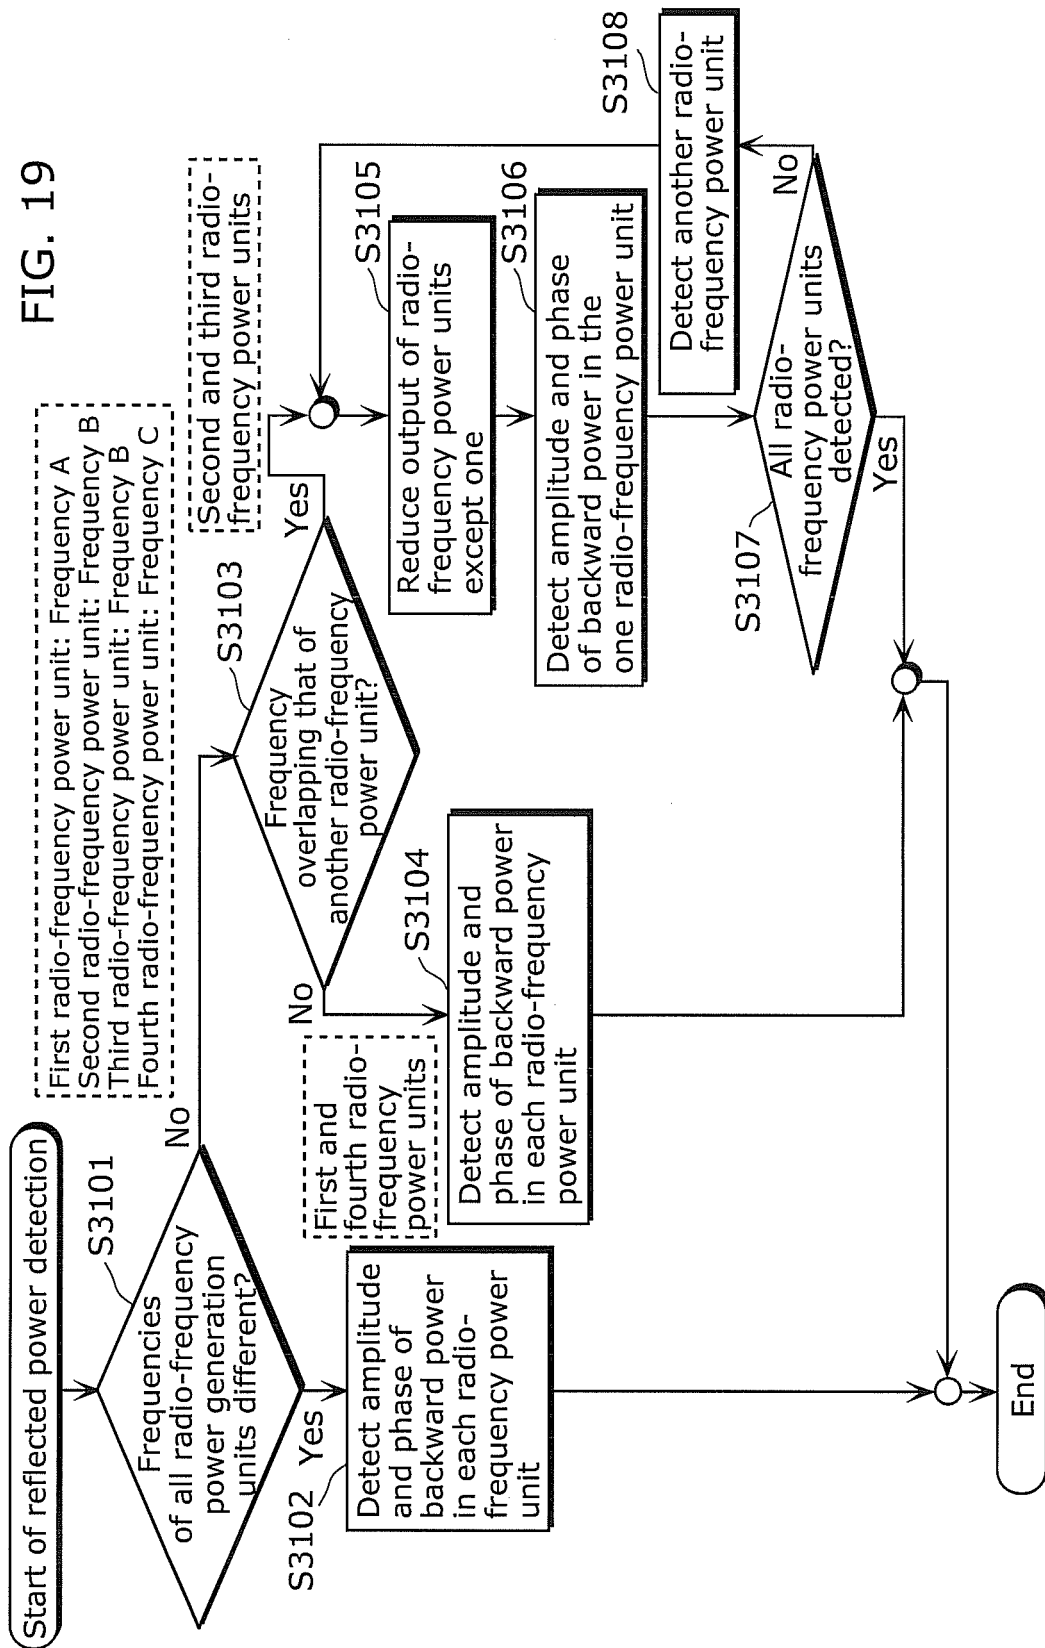 FIG. 19
Start of reflected power detection
S3101
Frequencies
of all radio-frequency
power generation
units different?
No
Yes
First radio-frequency power unit: Frequency A
Second radio-frequency power unit: Frequency B
Third radio-frequency power unit: Frequency B
Fourth radio-frequency power unit: Frequency C
S3102
Detect amplitude
and phase of
backward power
in each radio-
frequency power
unit
S3103
Frequency
overlapping that of
another radio-frequency
power unit?
No
Yes
First and
fourth radio-
frequency
power units
S3104
Detect amplitude and
phase of backward power
in each radio-frequency
power unit
Second and third radio-
frequency power units
S3105
Reduce output of radio-
frequency power units
except one
S3106
Detect amplitude and phase
of backward power in the
one radio-frequency power unit
S3107
All radio-
frequency power units
detected?
No
Yes
S3108
Detect another radio-
frequency power unit
End